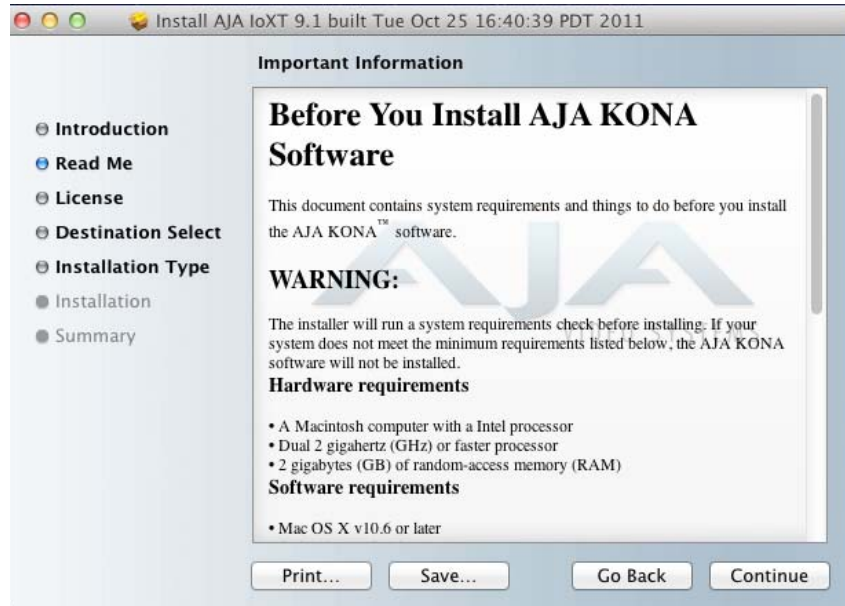 Install AJA IoXT 9.1 built Tue Oct 25 16:40:39 PDT 2011
Important Information
Introduction
Read Me
License
Destination Select
Installation Type
Installation
Summary
Before You Install AJA KONA
Software
This document contains system requirements and things to do before you install
the AJA KONA™ software.
WARNING:
The installer will run a system requirements check before installing. If your
system does not meet the minimum requirements listed below, the AJA KONA
software will not be installed.
Hardware requirements
• A Macintosh computer with a Intel processor
• Dual 2 gigahertz (GHz) or faster processor
• 2 gigabytes (GB) of random-access memory (RAM)
Software requirements
• Mac OS X v10.6 or later
AJA
VIDEO SYSTEMS
Print...
Save...
Go Back
Continue